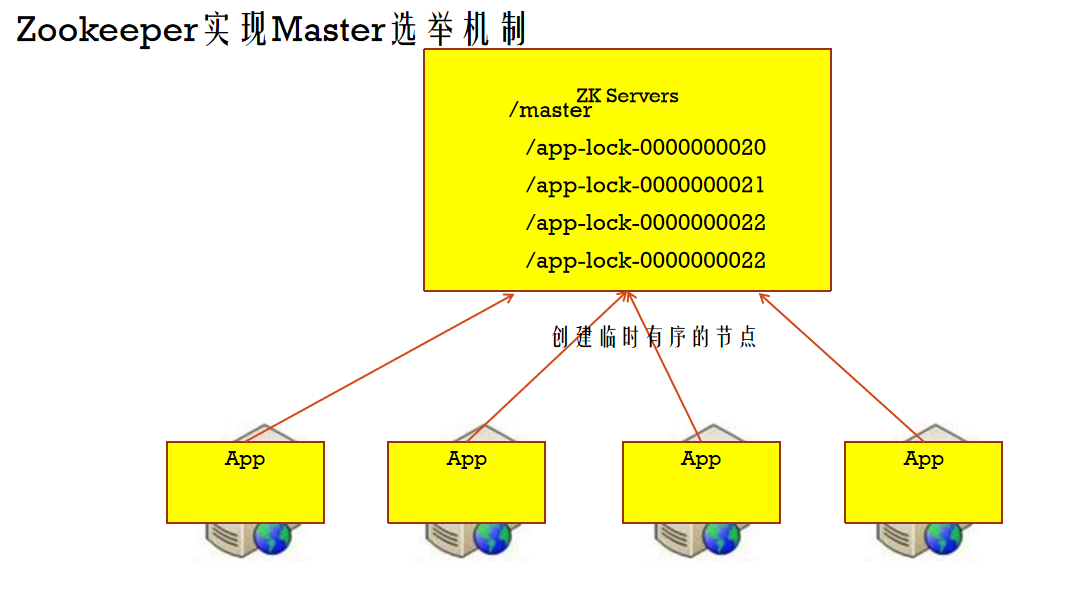 Zookeeper实现Master选举机制
ZK Servers
/master
/app-lock-0000000020
/app-lock-0000000021
/app-lock-0000000022
/app-lock-0000000022
创建临时有序的节点
App
App
App
App